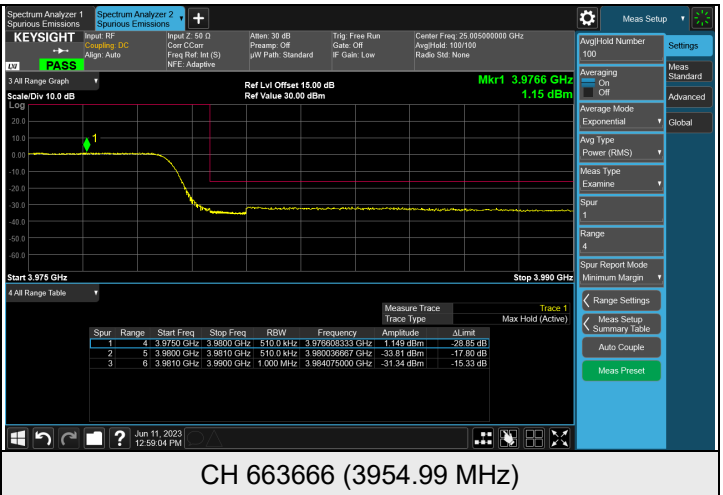 Spectrum Analyzer 1
Spurious Emissions
Spectrum Analyzer 2
Spurious Emissions
Meas Setup
KEYSIGHT
LXI
PASS
Input: RF
Coupling: DC
Align: Auto
Input Z: 50 Ω
Corr CCorr
Freq Ref: Int (S)
NFE: Adaptive
Atten: 30 dB
Preamp: Off
µW Path: Standard
Trig: Free Run
Gate: Off
IF Gain: Low
Center Freq: 25.005000000 GHz
Avg|Hold: 100/100
Radio Std: None
3 All Range Graph
Scale/Div 10.0 dB
Ref Lvl Offset 15.00 dB
Ref Value 30.00 dBm
Mkr1 3.9766 GHz
1.15 dBm
Log
20.0
10.0
0.00
-10.0
-20.0
-30.0
-40.0
-50.0
-60.0
1
Start 3.975 GHz
Stop 3.990 GHz
4 All Range Table
Measure Trace Trace 1
Trace Type Max Hold (Active)
Spur Range Start Freq Stop Freq RBW Frequency Amplitude ΔLimit
1 4 3.9750 GHz 3.9800 GHz 510.0 kHz 3.976608333 GHz 1.149 dBm -28.85 dB
2 5 3.9800 GHz 3.9810 GHz 510.0 kHz 3.980036667 GHz -33.81 dBm -17.80 dB
3 6 3.9810 GHz 3.9900 GHz 1.000 MHz 3.984075000 GHz -31.34 dBm -15.33 dB
Avg|Hold Number
100
Averaging
On
Off
Average Mode
Exponential
Avg Type
Power (RMS)
Meas Type
Examine
Spur
1
Range
4
Spur Report Mode
Minimum Margin
Range Settings
Meas Setup
Summary Table
Auto Couple
Meas Preset
Settings
Meas
Standard
Advanced
Global
Jun 11, 2023
12:59:04 PM
CH 663666 (3954.99 MHz)